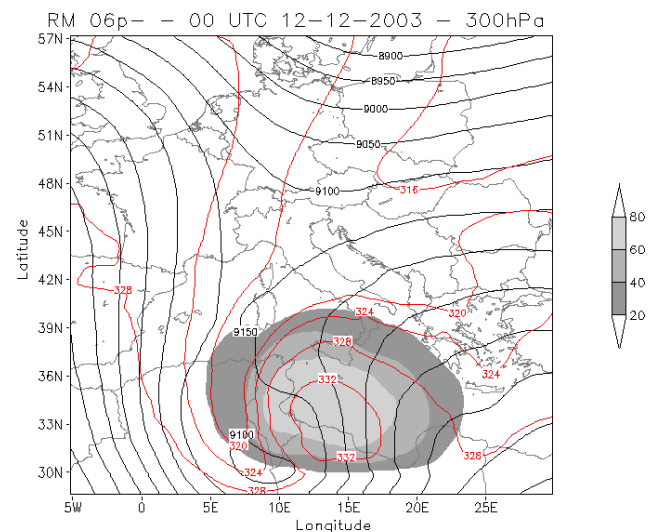 RM 06p- - 00 UTC 12-12-2003 - 300hPa
57N
54N
51N
48N
45N
42N
39N
36N
33N
30N
Latitude
5W 0 5E 10E 15E 20E 25E
Longitude
8900
8950
9000
9050
9100
316
328
324
320
9150
328
324
332
9100
320
332
328
324
328
80
60
40
20